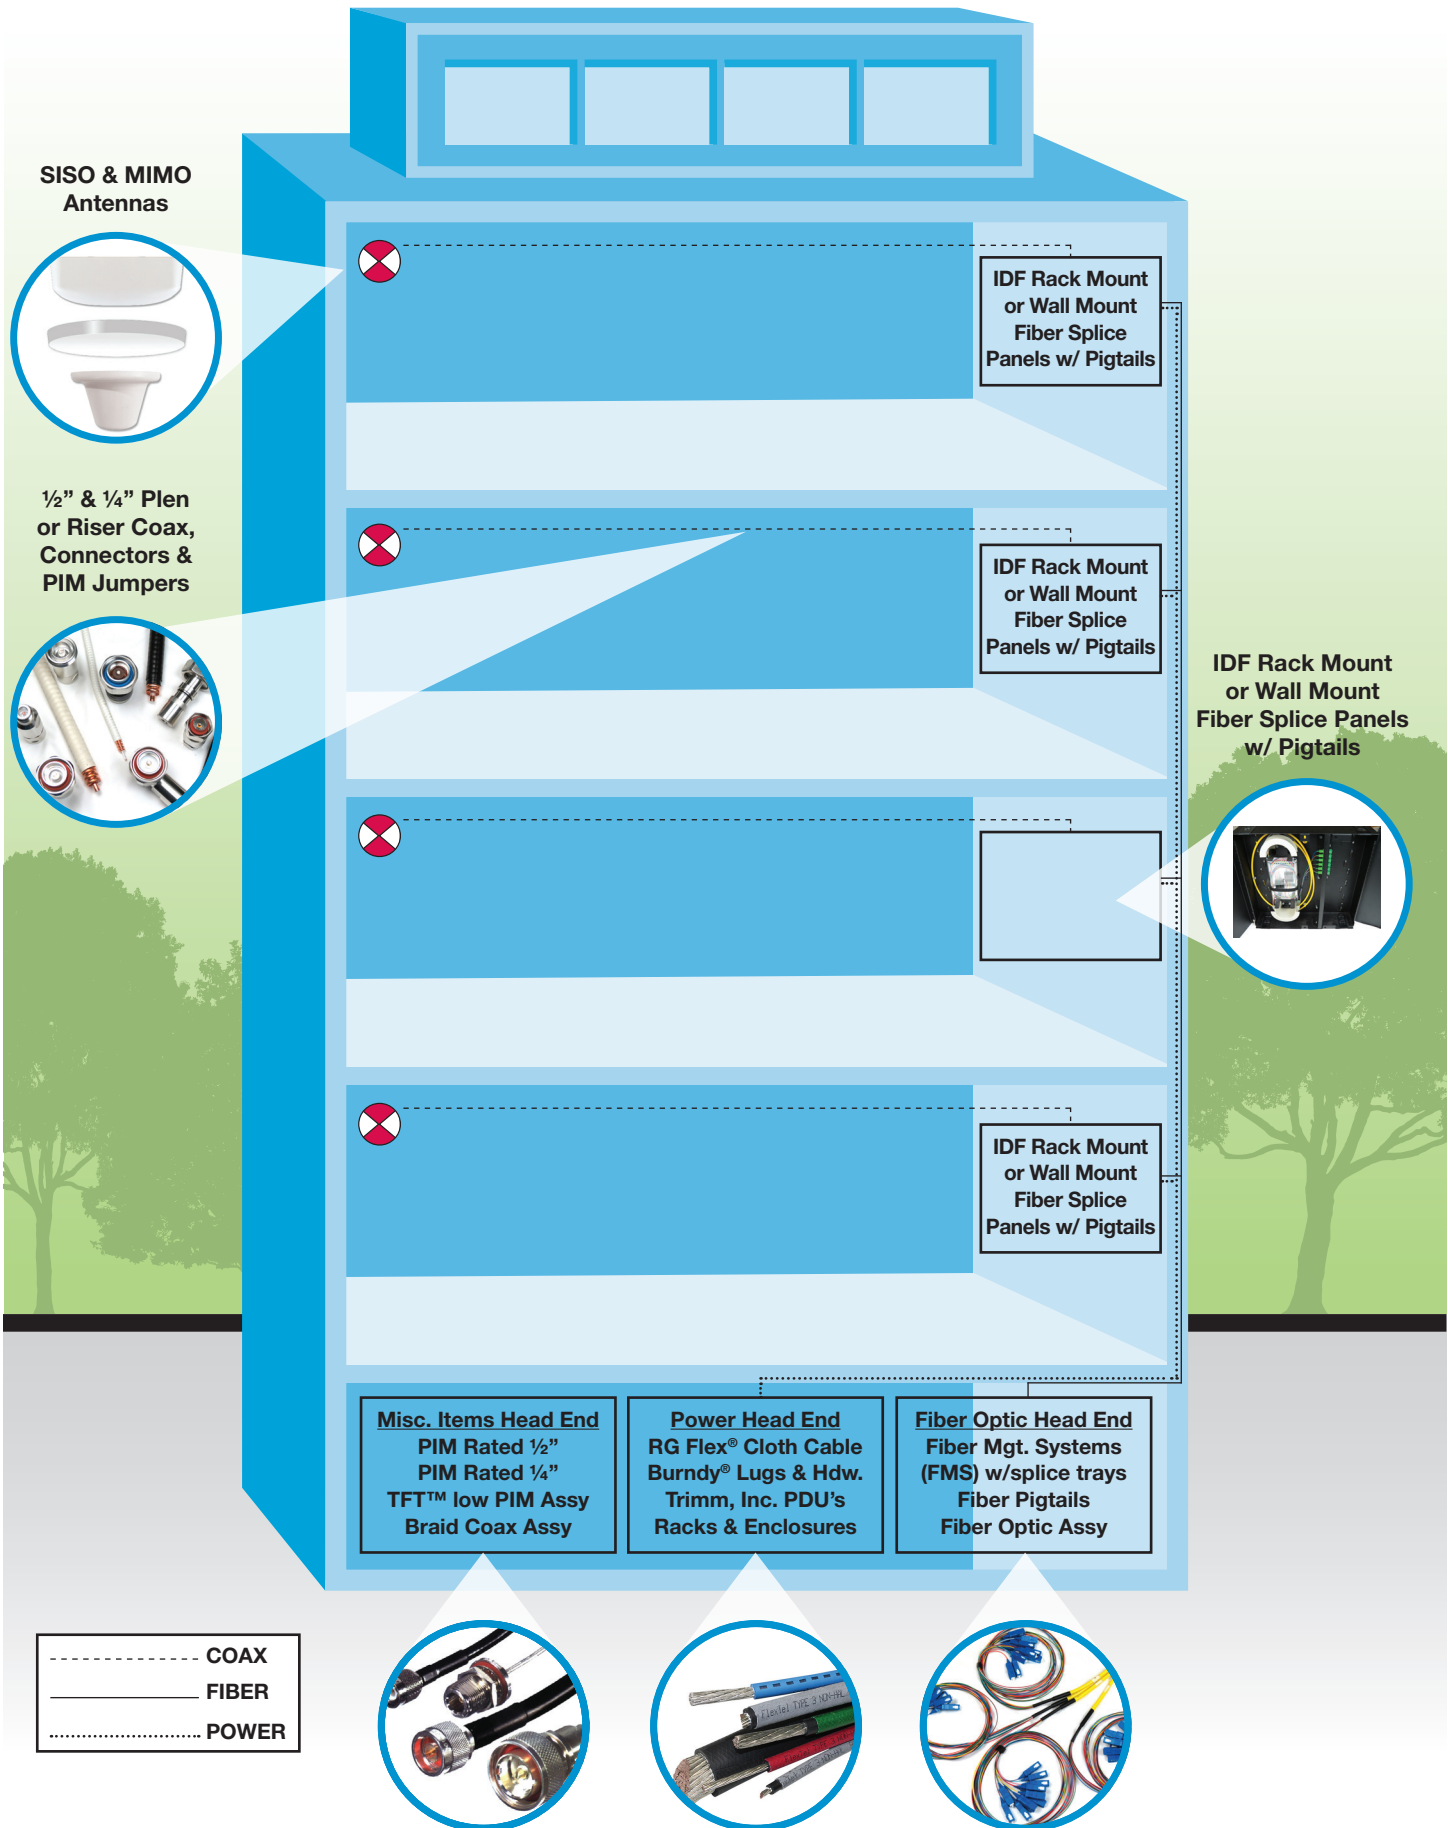 SISO & MIMO
Antennas
IDF Rack Mount
or Wall Mount
Fiber Splice
Panels w/ Pigtails
½” & ¼” Plen
or Riser Coax,
Connectors &
PIM Jumpers
IDF Rack Mount
or Wall Mount
Fiber Splice
Panels w/ Pigtails
IDF Rack Mount
or Wall Mount
Fiber Splice Panels
w/ Pigtails
IDF Rack Mount
or Wall Mount
Fiber Splice
Panels w/ Pigtails
Misc. Items Head End
PIM Rated ½”
PIM Rated ¼”
TFT™ low PIM Assy
Braid Coax Assy
Power Head End
RG Flex® Cloth Cable
Burndy® Lugs & Hdw.
Trimm, Inc. PDU’s
Racks & Enclosures
Fiber Optic Head End
Fiber Mgt. Systems
(FMS) w/splice trays
Fiber Pigtails
Fiber Optic Assy
COAX
FIBER
POWER
Flexfel TYPE 3